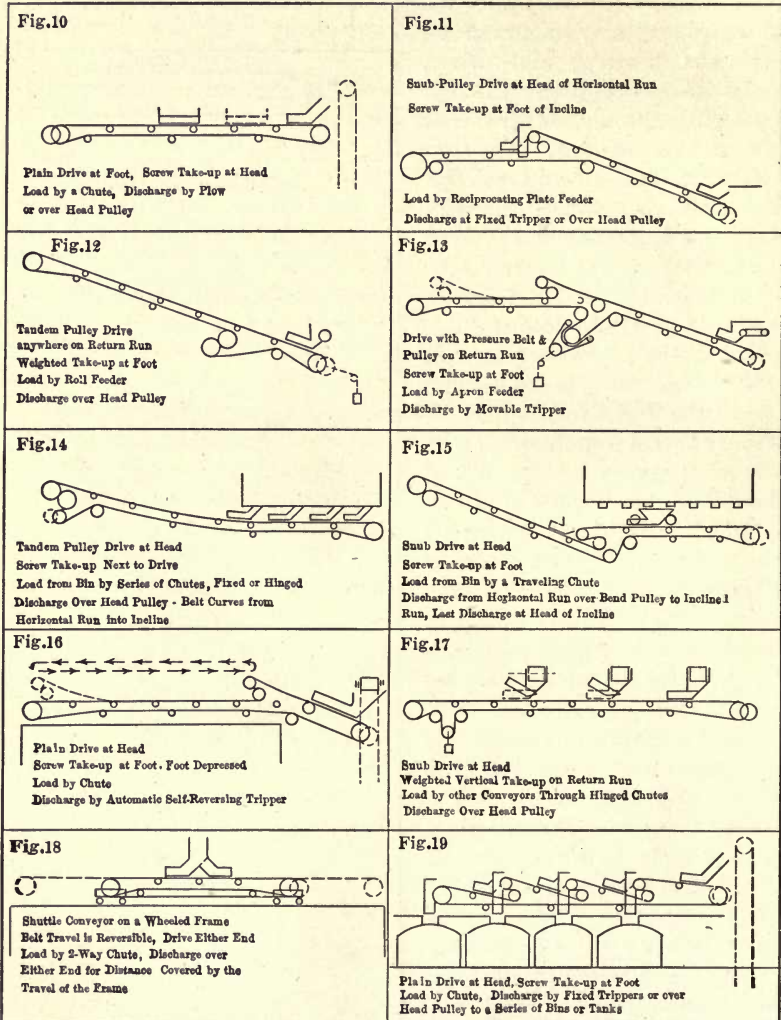 Fig.10
Plain Drive at Foot, Screw Take-up at Head
Load by a Chute, Discharge by Plow
or over Head Pulley
Fig.11
Snub-Pulley Drive at Head of Horisontal Run
Screw Take-up at Foot of Incline
Load by Reciprocating Plate Feeder
Discharge at Fixed Tripper or Over Head Pulley
Fig.12
Tandem Pulley Drive
anywhere on Return Run
Weighted Take-up at Foot
Load by Roll Feeder
Discharge over Head Pulley
Fig.13
Drive with Pressure Belt &
Pulley on Return Run
Screw Take-up at Foot
Load by Apron Feeder
Discharge by Movable Tripper
Fig.14
Tandem Pulley Drive at Head
Screw Take-up Next to Drive
Load from Bin by Series of Chutes, Fixed or Hinged
Discharge Over Head Pulley - Belt Curves from
Horizontal Run into Incline
Fig.15
Snub Drive at Head
Screw Take-up at Foot
Load from Bin by a Traveling Chute
Discharge from Horizontal Run over Bend Pulley to Inclined
Run, Last Discharge at Head of Incline
Fig.16
Plain Drive at Head
Screw Take-up at Foot. Foot Depressed
Load by Chute
Discharge by Automatic Self-Reversing Tripper
Fig.17
Snub Drive at Head
Weighted Vertical Take-up on Return Run
Load by other Conveyors Through Hinged Chutes
Discharge Over Head Pulley
Fig.18
Shuttle Conveyor on a Wheeled Frame
Belt Travel is Reversible, Drive Either End
Load by 2-Way Chute, Discharge over
Either End for Distance Covered by the
Travel of the Frame
Fig.19
Plain Drive at Head, Screw Take-up at Foot
Load by Chute, Discharge by Fixed Trippers or over
Head Pulley to a Series of Bins or Tanks